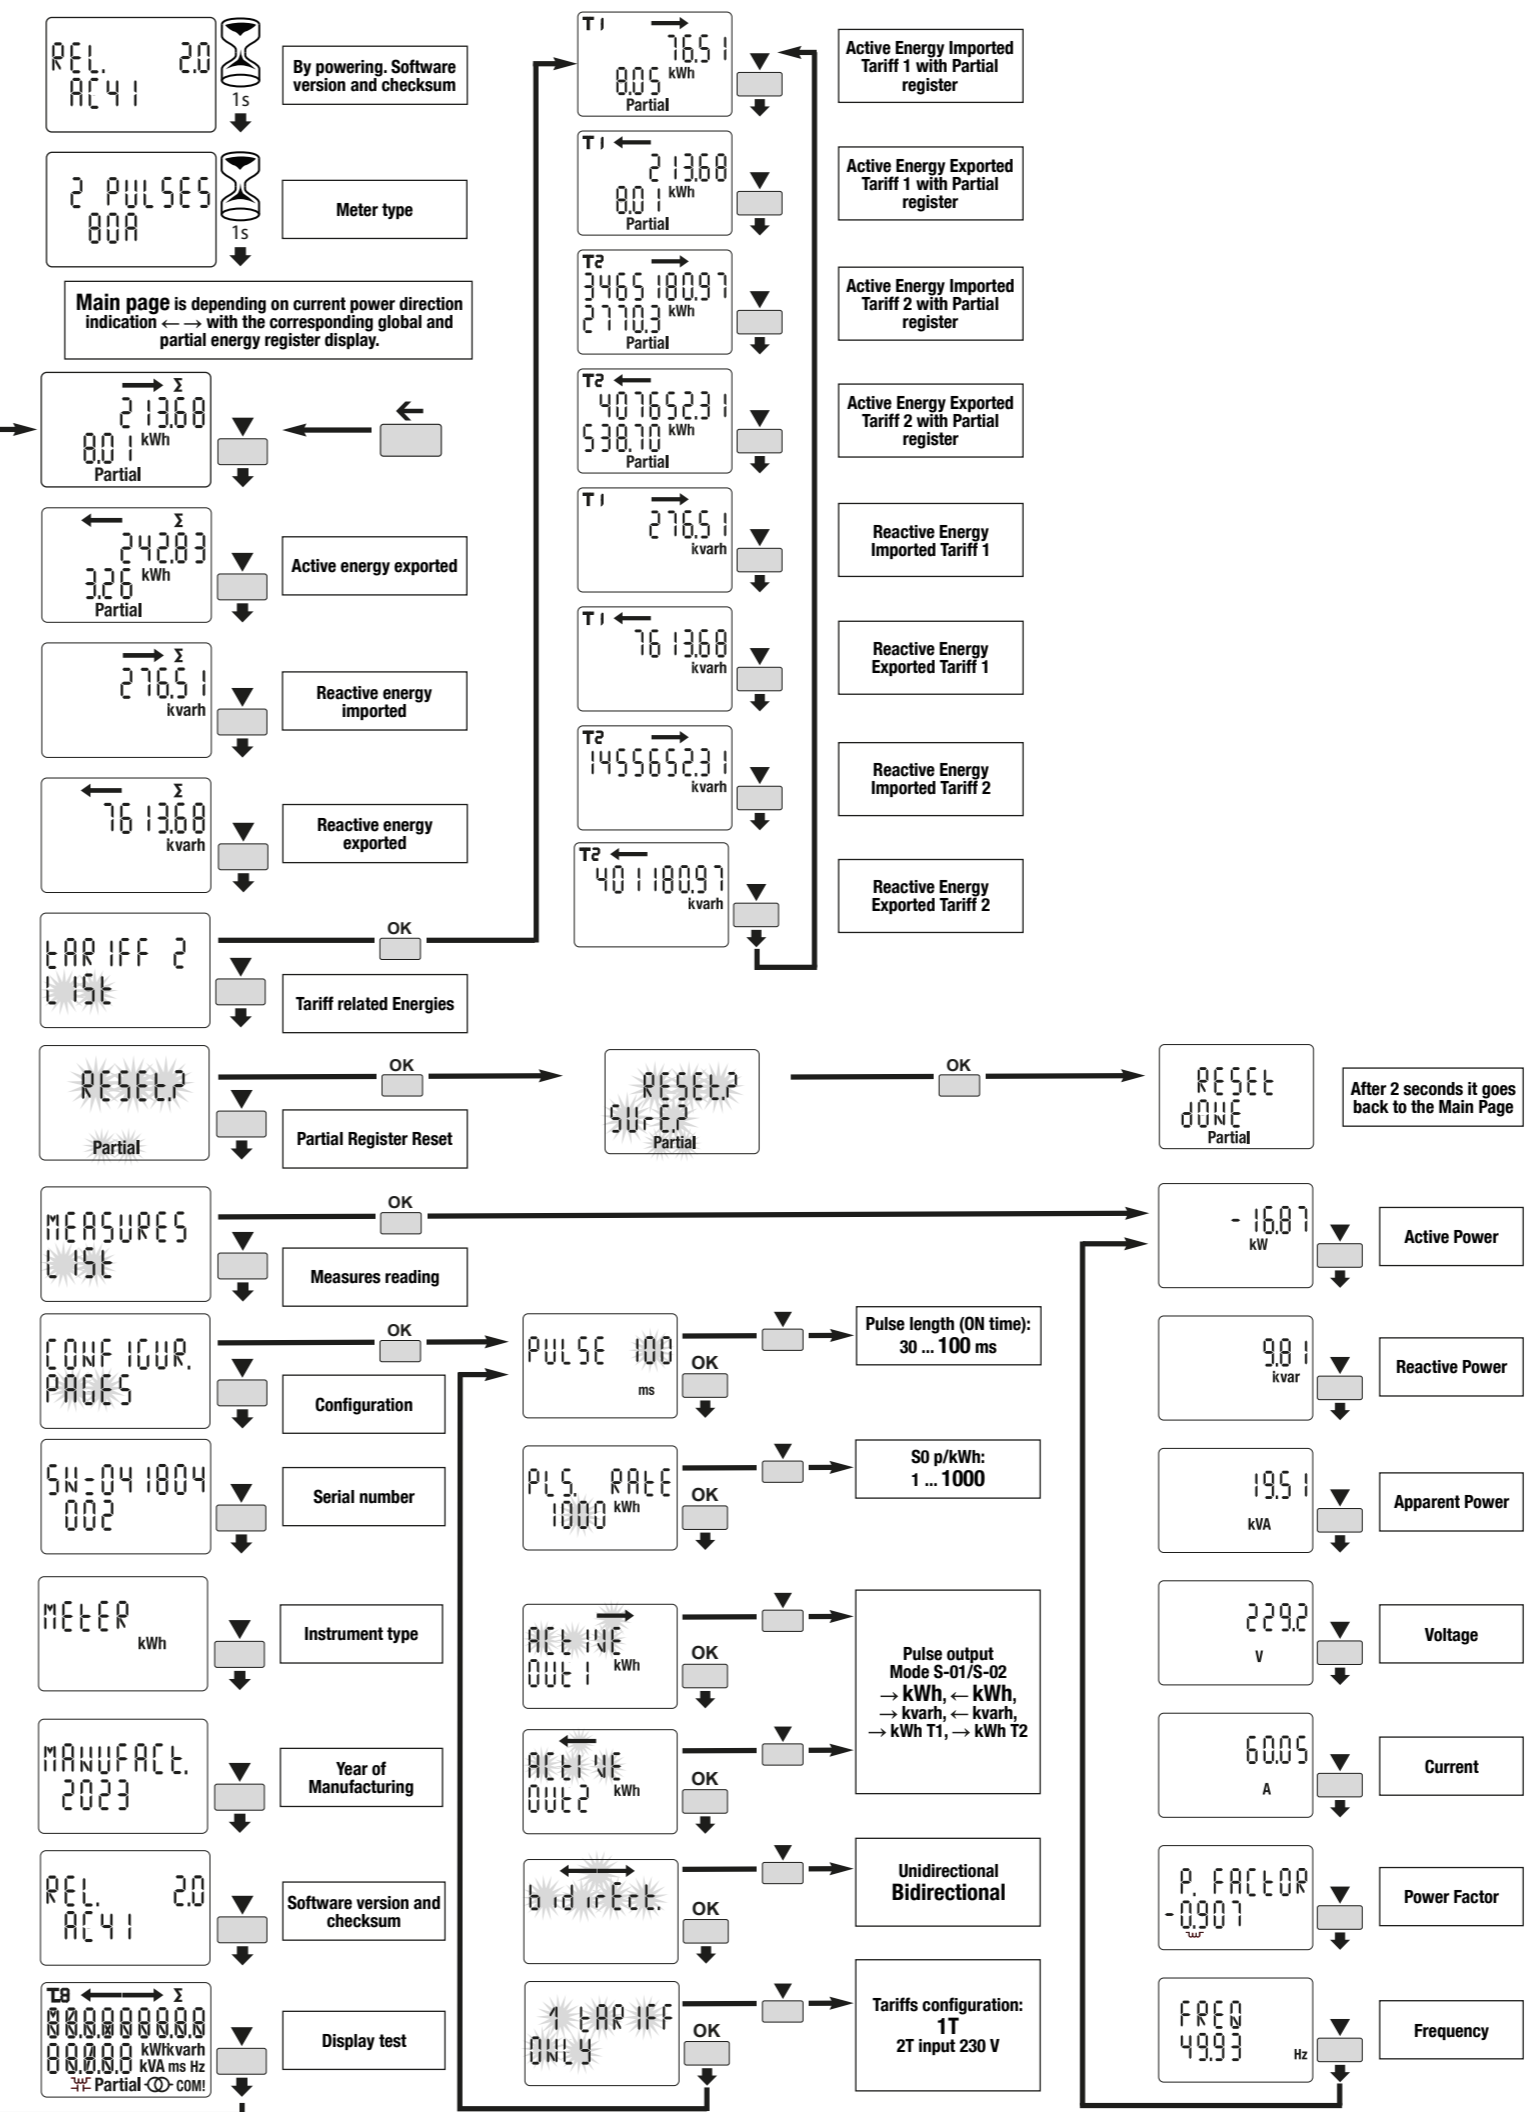 REL. 2.0
AC41
1s
By powering. Software
version and checksum
2 PULSES
80A
1s
Meter type
Main page is depending on current power direction
indication ← → with the corresponding global and
partial energy register display.
→ Σ
213.68
8.01 kWh
Partial
←
← Σ
242.83
3.26 kWh
Partial
Active energy exported
→ Σ
276.51
kvarh
Reactive energy
imported
← Σ
7613.68
kvarh
Reactive energy
exported
tARIFF 2
LISt
OK
Tariff related Energies
T1 →
76.51
8.05 kWh
Partial
Active Energy Imported
Tariff 1 with Partial
register
T1 ←
213.68
8.01 kWh
Partial
Active Energy Exported
Tariff 1 with Partial
register
T2 →
3465180.97
2770.3 kWh
Partial
Active Energy Imported
Tariff 2 with Partial
register
T2 ←
407652.31
538.70 kWh
Partial
Active Energy Exported
Tariff 2 with Partial
register
T1 →
276.51
kvarh
Reactive Energy
Imported Tariff 1
T1 ←
7613.68
kvarh
Reactive Energy
Exported Tariff 1
T2 →
1455652.31
kvarh
Reactive Energy
Imported Tariff 2
T2 ←
401180.97
kvarh
Reactive Energy
Exported Tariff 2
RESEt.?
Partial
OK
Partial Register Reset
RESEt.?
SUrE.?
Partial
OK
RESEt
dONE
Partial
After 2 seconds it goes
back to the Main Page
MEASURES
LISt
OK
Measures reading
CONFIGUR.
PAGES
OK
Configuration
SN=041804
002
Serial number
MEtER
kWh
Instrument type
MANUFACt.
2023
Year of
Manufacturing
REL. 2.0
AC41
Software version and
checksum
T8 ← → Σ
kWhkvarh
kVA ms Hz
Partial COM!
Display test
PULSE 100
ms
OK
Pulse length (ON time):
30 ... 100 ms
PLS. RAtE
1000 kWh
OK
S0 p/kWh:
1 ... 1000
→
ACtIVE
OUt1 kWh
OK
←
ACtIVE
OUt2 kWh
OK
Pulse output
Mode S-01/S-02
→ kWh, ← kWh,
→ kvarh, ← kvarh,
→ kWh T1, → kWh T2
bidirEct.
OK
Unidirectional
Bidirectional
1 tARIFF
ONLY
OK
Tariffs configuration:
1T
2T input 230 V
-16.87
kW
Active Power
9.81
kvar
Reactive Power
19.51
kVA
Apparent Power
229.2
V
Voltage
60.05
A
Current
P. FACtOR
-0.907
Power Factor
FREQ
49.93 Hz
Frequency